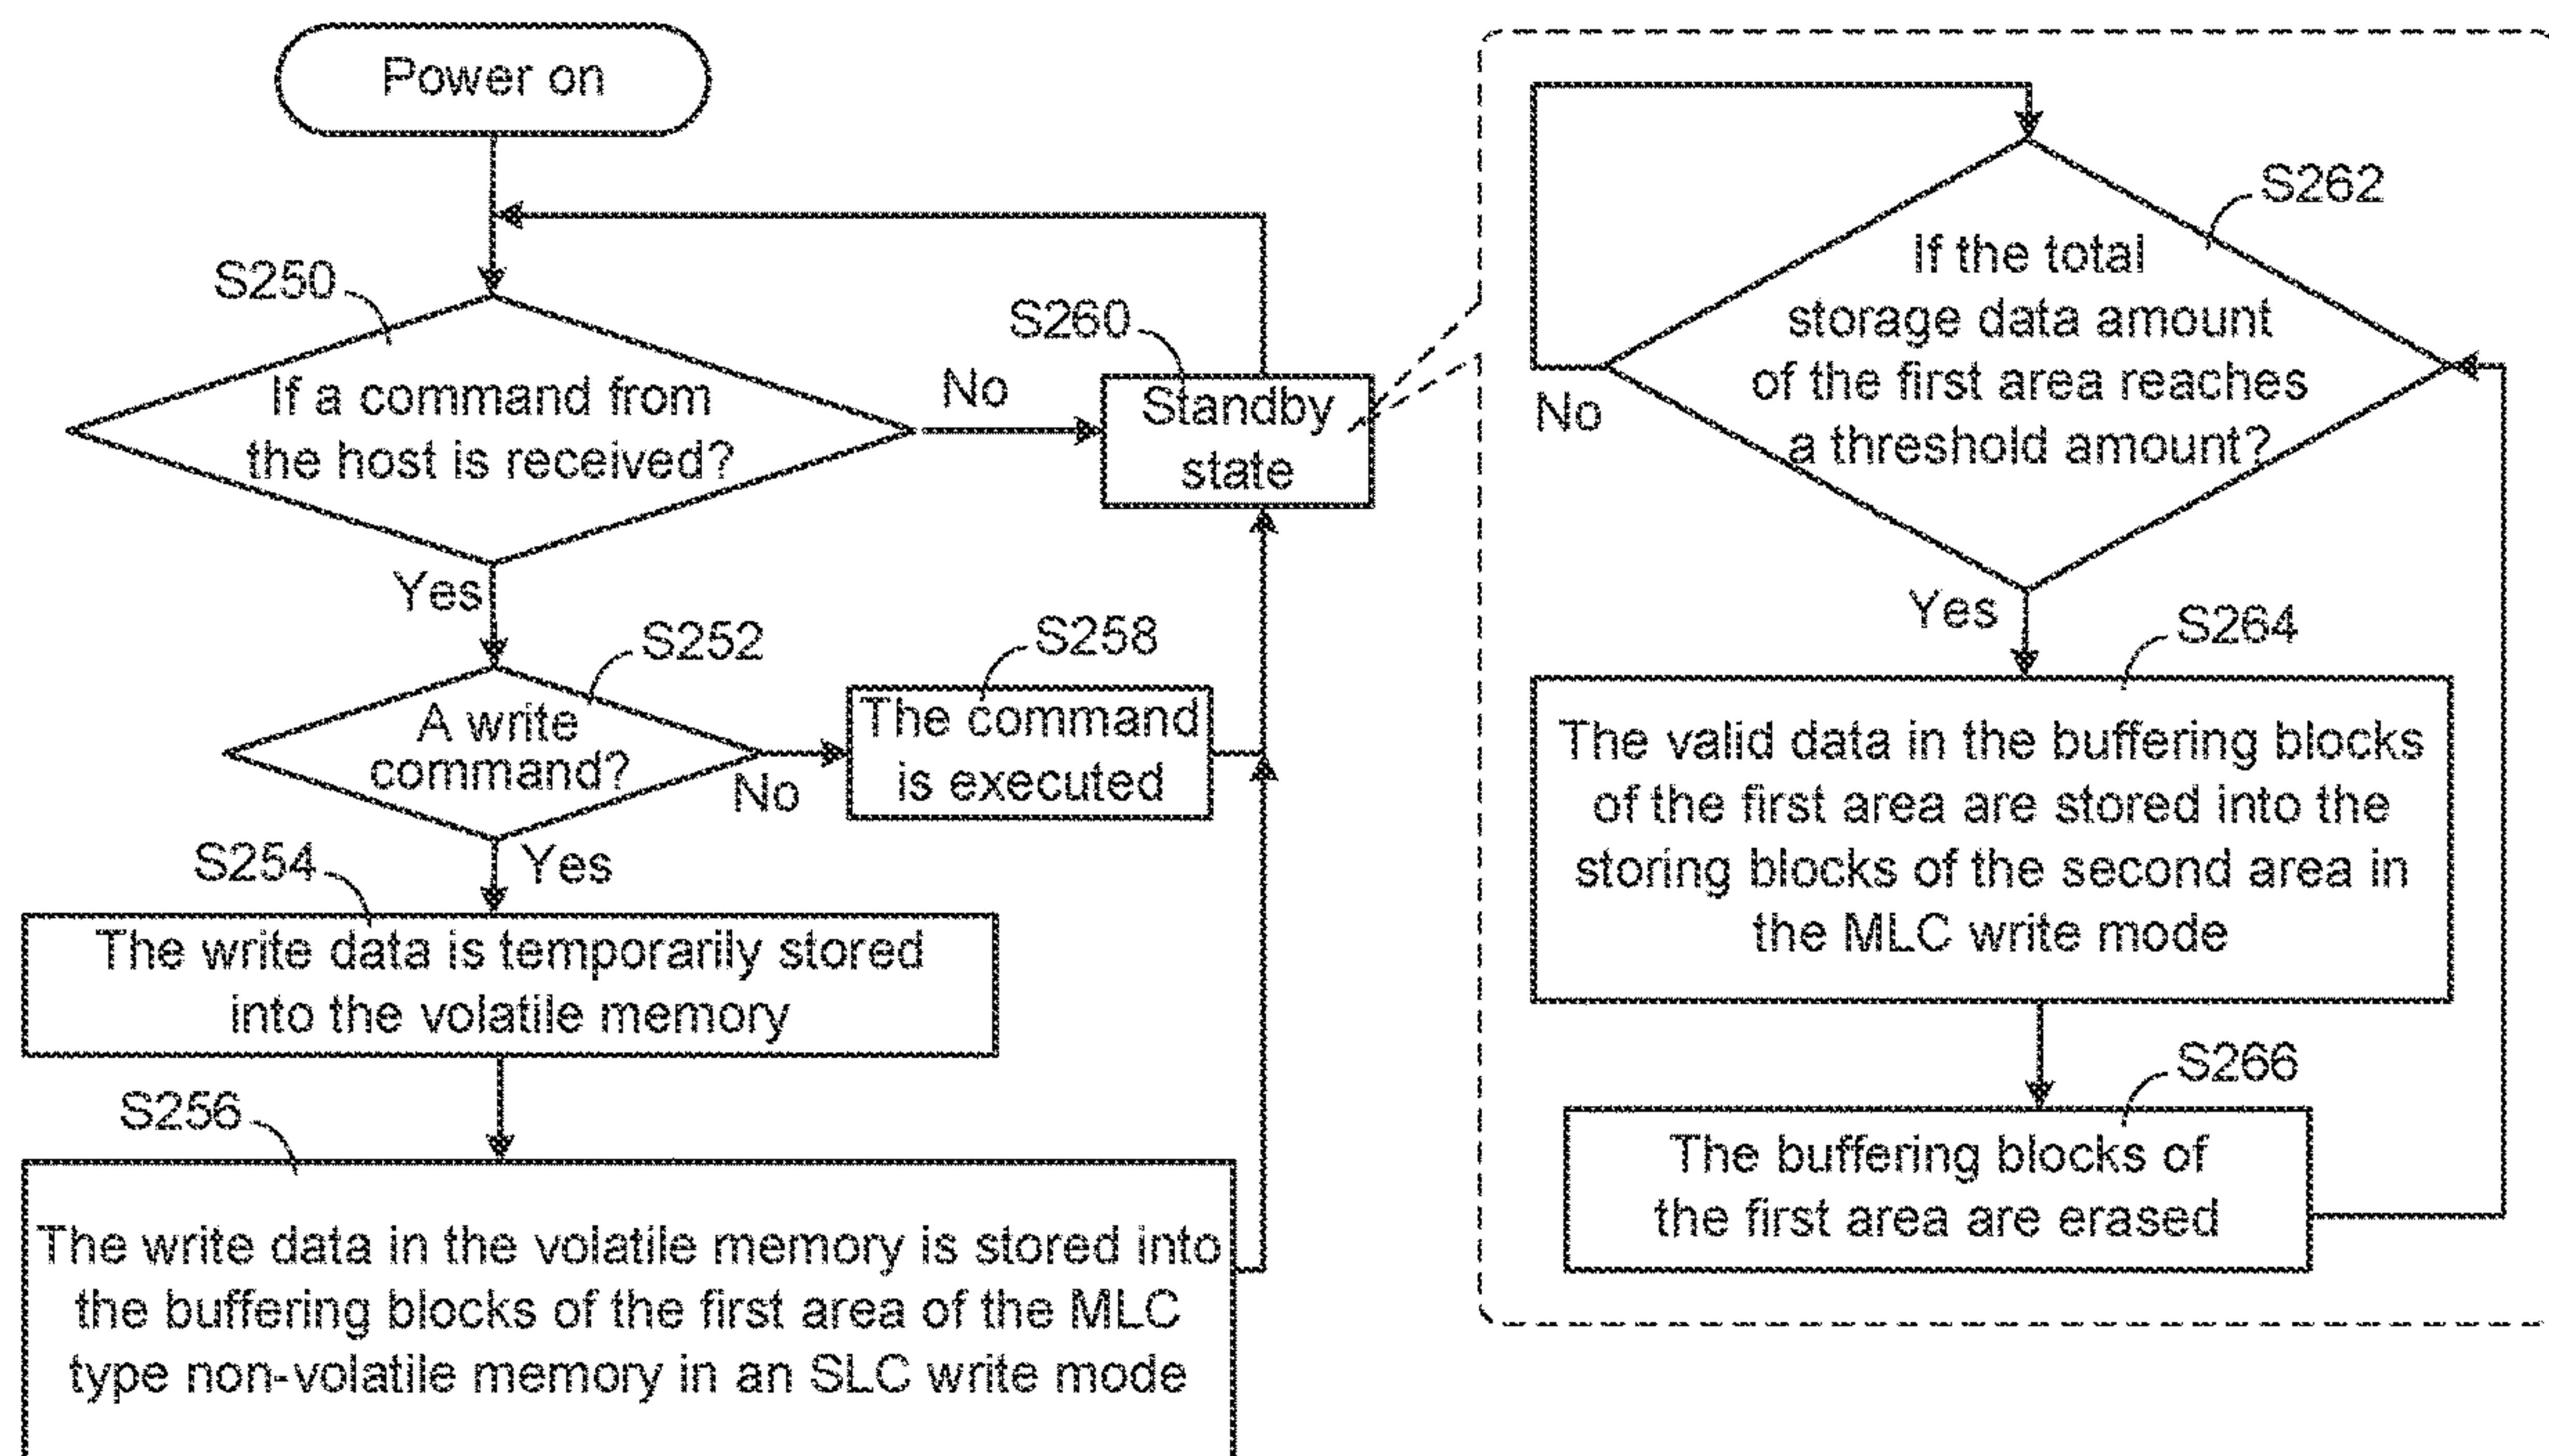 Power on
S250
If a command from
the host is received?
No
Yes
S260
Standby
state
S252
A write
command?
No
Yes
S258
The command
is executed
S254
The write data is temporarily stored
into the volatile memory
S256
The write data in the volatile memory is stored into
the buffering blocks of the first area of the MLC
type non-volatile memory in an SLC write mode
S262
If the total
storage data amount
of the first area reaches
a threshold amount?
No
Yes
S264
The valid data in the buffering blocks
of the first area are stored into the
storing blocks of the second area in
the MLC write mode
S266
The buffering blocks of
the first area are erased